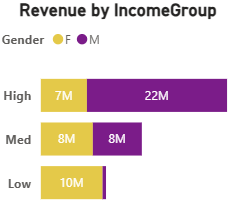 Revenue by IncomeGroup
Gender F M
High 7M 22M
Med 8M 8M
Low 10M